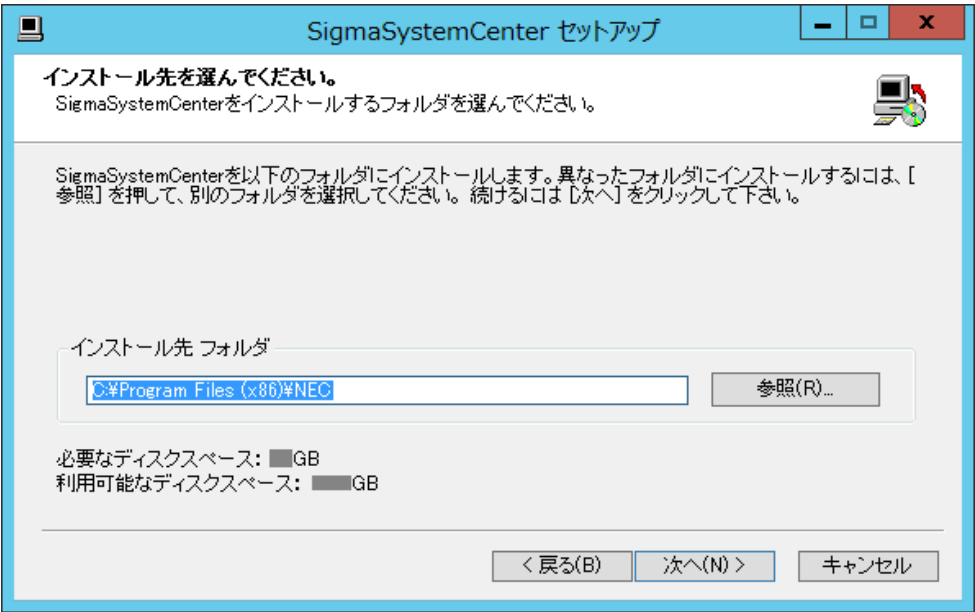 SigmaSystemCenter セットアップ
インストール先を選んでください。
SigmaSystemCenterをインストールするフォルダを選んでください。
SigmaSystemCenterを以下のフォルダにインストールします。異なったフォルダにインストールするには、[
参照] を押して、別のフォルダを選択してください。続けるには [次へ] をクリックして下さい。
インストール先 フォルダ
C:¥Program Files (x86)¥NEC
参照(R)...
必要なディスクスペース: GB
利用可能なディスクスペース: GB
< 戻る(B)
次へ(N) >
キャンセル